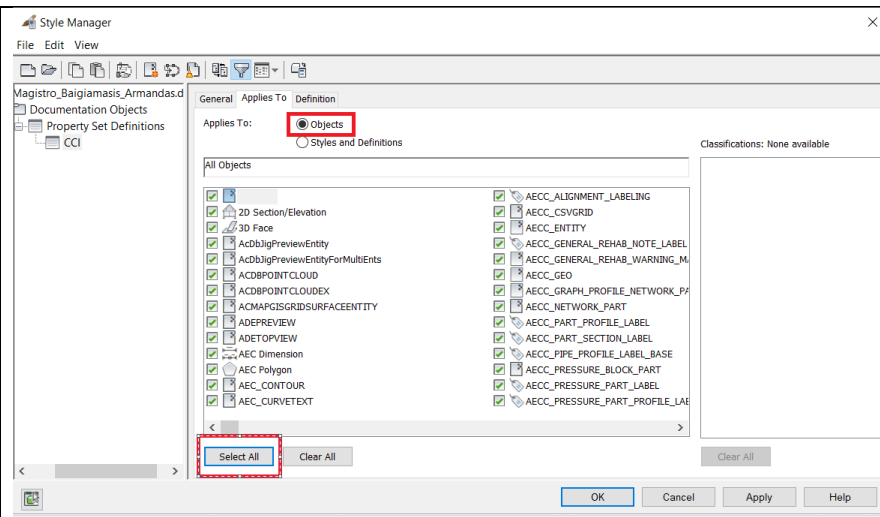 Style Manager
File Edit View
Magistro_Baigiamasis_Armandas.d
Documentation Objects
Property Set Definitions
CCI
General Applies To Definition
Applies To: Objects
Styles and Definitions
Classifications: None available
All Objects
2D Section/Elevation
3D Face
AcDbJigPreviewEntity
AcDbJigPreviewEntityForMultiEnts
ACDBPOINTCLOUD
ACDBPOINTCLOUDEX
ACMAPGISGRIDSURFACEENTITY
ADEPREVIEW
ADETOPVIEW
AEC Dimension
AEC Polygon
AEC_CONTOUR
AEC_CURVETEXT
AECC_ALIGNMENT_LABELING
AECC_CSVGRID
AECC_ENTITY
AECC_GENERAL_REHAB_NOTE_LABEL
AECC_GENERAL_REHAB_WARNING_M
AECC_GEO
AECC_GRAPH_PROFILE_NETWORK_PA
AECC_NETWORK_PART
AECC_PART_PROFILE_LABEL
AECC_PART_SECTION_LABEL
AECC_PIPE_PROFILE_LABEL_BASE
AECC_PRESSURE_BLOCK_PART
AECC_PRESSURE_PART_LABEL
AECC_PRESSURE_PART_PROFILE_LAE
Select All Clear All
Clear All
OK Cancel Apply Help